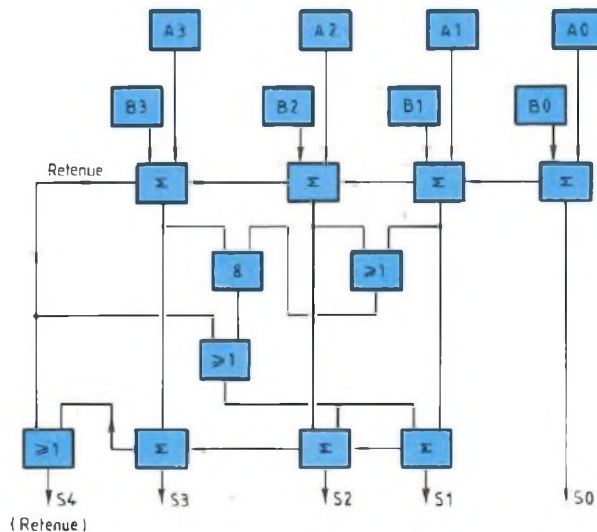 A3 A2 A1 A0
B3 B2 B1 B0
Retenue
Σ Σ Σ Σ
& ≥1
≥1
≥1 Σ Σ Σ
S4 S3 S2 S1 S0
(Retenue)